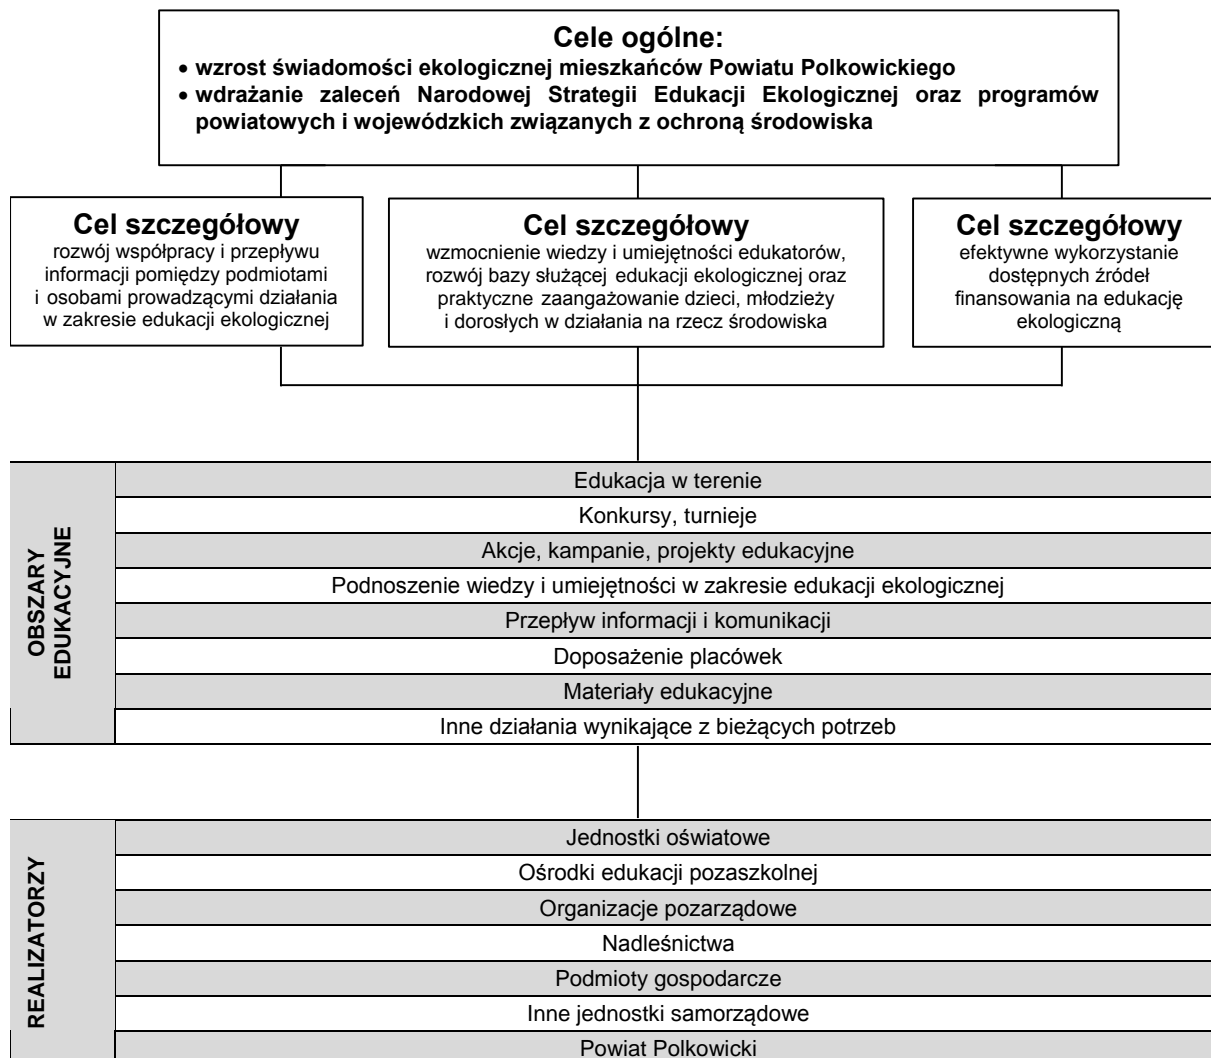 Cele ogólne:
• wzrost świadomości ekologicznej mieszkańców Powiatu Polkowickiego
• wdrażanie zaleceń Narodowej Strategii Edukacji Ekologicznej oraz programów
powiatowych i wojewódzkich związanych z ochroną środowiska
Cel szczegółowy
rozwój współpracy i przepływu
informacji pomiędzy podmiotami
i osobami prowadzącymi działania
w zakresie edukacji ekologicznej
Cel szczegółowy
wzmocnienie wiedzy i umiejętności edukatorów,
rozwój bazy służącej edukacji ekologicznej oraz
praktyczne zaangażowanie dzieci, młodzieży
i dorosłych w działania na rzecz środowiska
Cel szczegółowy
efektywne wykorzystanie
dostępnych źródeł
finansowania na edukację
ekologiczną
OBSZARY
EDUKACYJNE
Edukacja w terenie
Konkursy, turnieje
Akcje, kampanie, projekty edukacyjne
Podnoszenie wiedzy i umiejętności w zakresie edukacji ekologicznej
Przepływ informacji i komunikacji
Doposażenie placówek
Materiały edukacyjne
Inne działania wynikające z bieżących potrzeb
REALIZATORZY
Jednostki oświatowe
Ośrodki edukacji pozaszkolnej
Organizacje pozarządowe
Nadleśnictwa
Podmioty gospodarcze
Inne jednostki samorządowe
Powiat Polkowicki